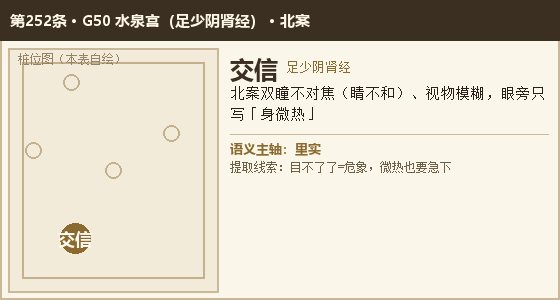 第252条・G50 水泉宫（足少阴肾经）・北案
桩位图（本表自绘）
交信 足少阴肾经
北案双瞳不对焦（睛不和）、视物模糊，眼旁只
写「身微热」
语义主轴：里实
提取线索：目不了了=危象，微热也要急下
交信